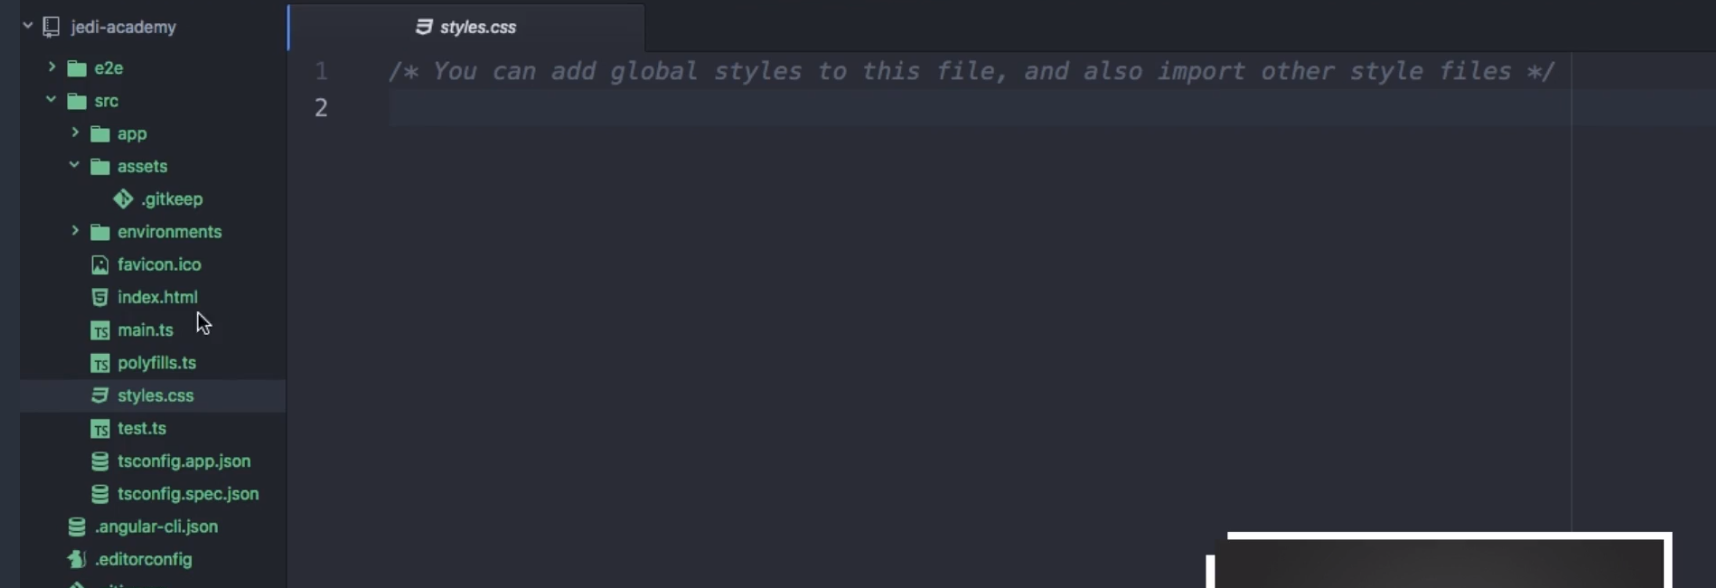 jedi-academy
e2e
src
app
assets
.gitkeep
environments
favicon.ico
index.html
main.ts
polyfills.ts
styles.css
test.ts
tsconfig.app.json
tsconfig.spec.json
.angular-cli.json
.editorconfig
styles.css
1 /* You can add global styles to this file, and also import other style files */
2